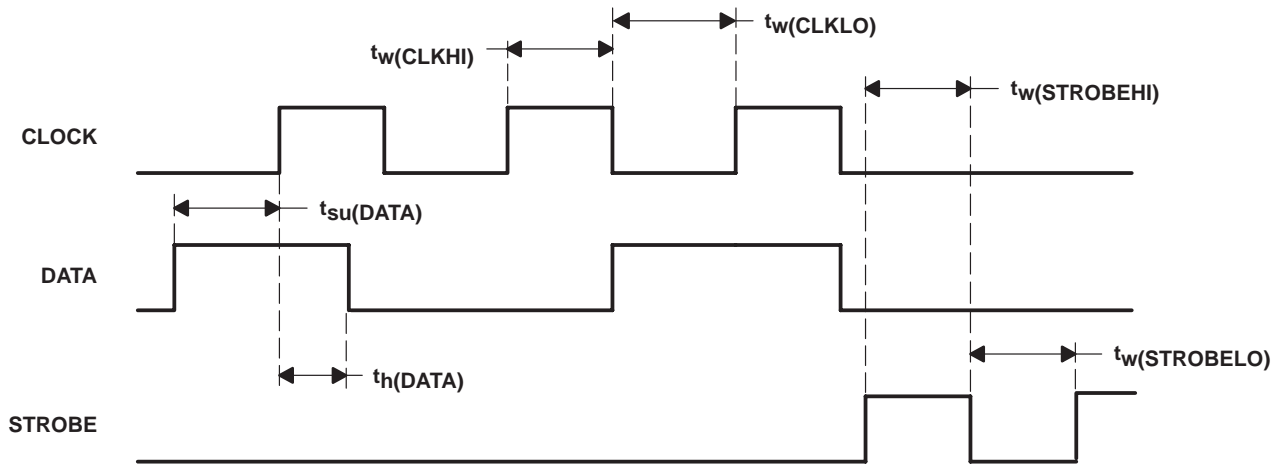 tw(CLKLO)
tw(CLKHI)
tw(STROBEHI)
CLOCK
tsu(DATA)
DATA
tw(STROBELO)
th(DATA)
STROBE